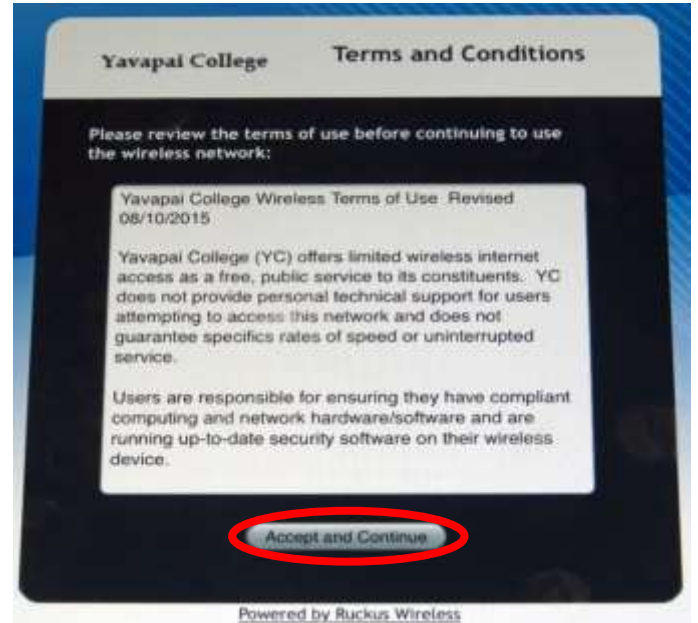 Yavapai College
Terms and Conditions
Please review the terms of use before continuing to use
the wireless network:
Yavapai College Wireless Terms of Use Revised
08/10/2015
Yavapai College (YC) offers limited wireless internet
access as a free, public service to its constituents. YC
does not provide personal technical support for users
attempting to access this network and does not
guarantee specifics rates of speed or uninterrupted
service.
Users are responsible for ensuring they have compliant
computing and network hardware/software and are
running up-to-date security software on their wireless
device.
Accept and Continue
Powered by Ruckus Wireless